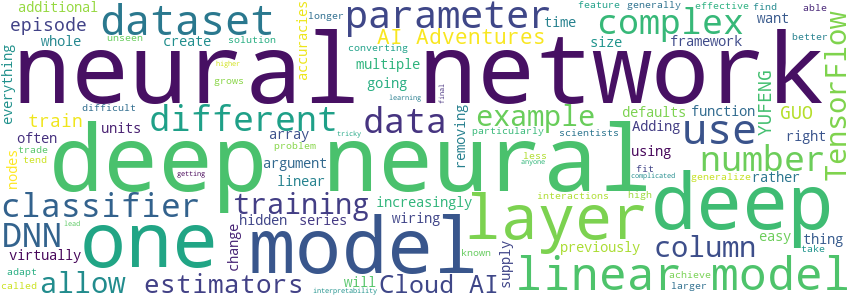 additional
dataset
parameter
longer
feature generally
effective find
able
episode
AI Adventures
time
complex
unseen
solution
whole
create
accuracies
converting
size
framework
want
better
everything
neural network
higher
multiple
grows
going
TensorFlow
learning
final
difficult
train
different
data
example
defaults
function
YUFENG
GUO
units
often
array
removing
particularly
scientists
Adding
use
right
trade
tricky
nodes
tend
deep neural
problem
argument
linear
less
anyone
using
fit
complicated
number
rather
generalize
getting
classifier
training
increasingly
interactions
high
deep
layer
hidden series
wiring
DNN
lead
one
model
change
previously
column
easy
thing
virtually
known
take
adapt
called
allow
estimators
will
interpretability
Cloud AI
supply
linear model
achieve
larger